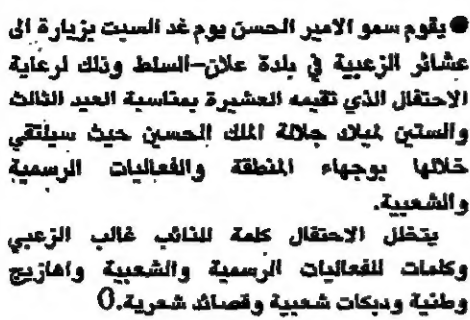 ● يقوم سمو الامير الحسن يوم غد السبت بزيارة الى
عشائر الزعبية في بلدة علان-السلط وذلك لرعاية
الاحتفال الذي تقيمه العشيرة بمناسبة العيد الثالث
والستين لميلاد جلالة الملك الحسين حيث سيلتقي
خلالها بوجهاء المنطقة والفعاليات الرسمية
والشعبية.
يتخلل الاحتفال كلمة للنائب غالب الزعبي
وكلمات للفعاليات الرسمية والشعبية واهازيج
وطنية ودبكات شعبية وقصائد شعرية.()